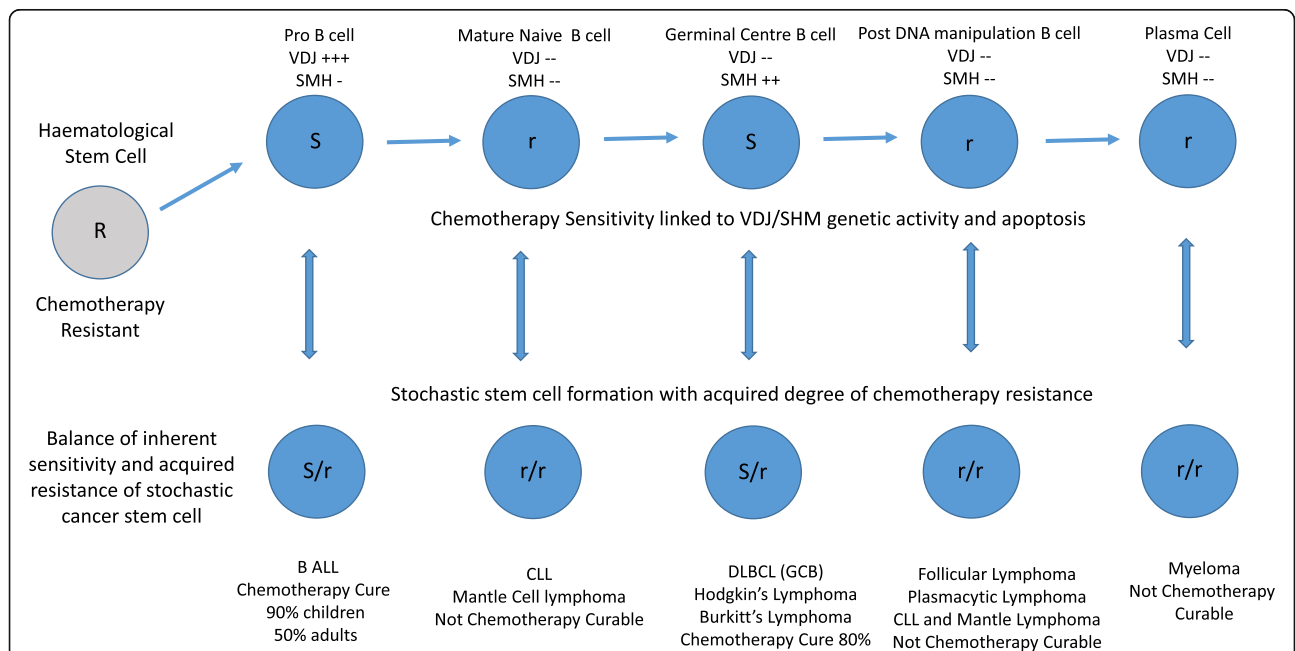 Pro B cell
VDJ +++
SMH -
Mature Naive B cell
VDJ --
SMH --
Germinal Centre B cell
VDJ --
SMH ++
Post DNA manipulation B cell
VDJ --
SMH --
Plasma Cell
VDJ --
SMH --
Haematological
Stem Cell
R
Chemotherapy
Resistant
S
r
S
r
r
Chemotherapy Sensitivity linked to VDJ/SHM genetic activity and apoptosis
Stochastic stem cell formation with acquired degree of chemotherapy resistance
Balance of inherent
sensitivity and acquired
resistance of stochastic
cancer stem cell
S/r
r/r
S/r
r/r
r/r
B ALL
Chemotherapy Cure
90% children
50% adults
CLL
Mantle Cell lymphoma
Not Chemotherapy Curable
DLBCL (GCB)
Hodgkin's Lymphoma
Burkitt's Lymphoma
Chemotherapy Cure 80%
Follicular Lymphoma
Plasmacytic Lymphoma
CLL and Mantle Lymphoma
Not Chemotherapy Curable
Myeloma
Not Chemotherapy
Curable